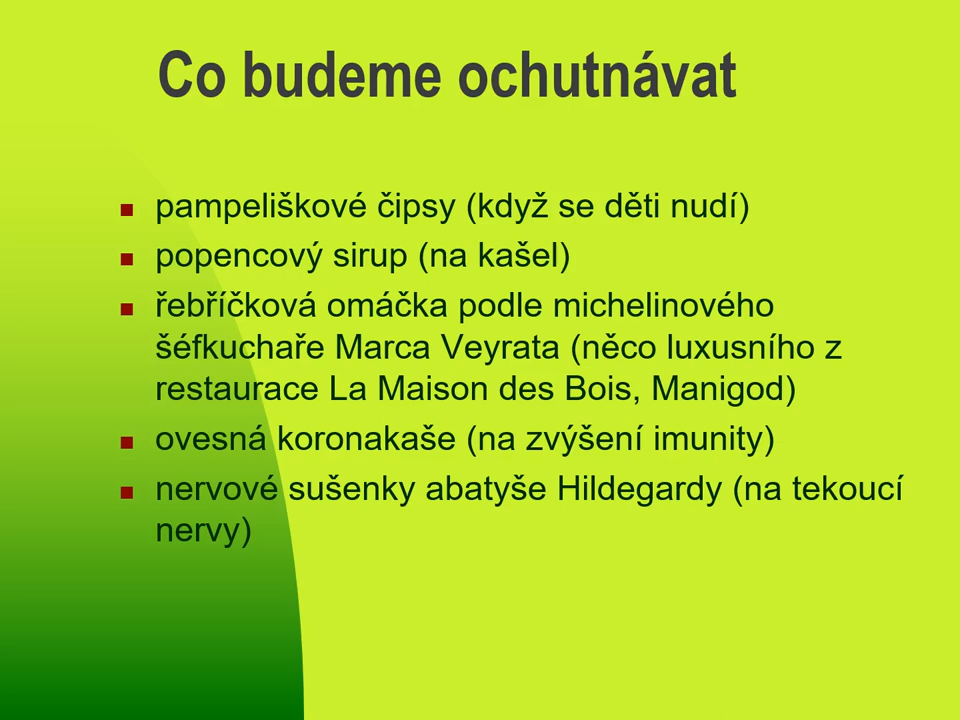 Co budeme ochutnávat
pampeliškové čipsy (když se děti nudí)
popencový sirup (na kašel)
řebříčková omáčka podle michelinového
šéfkuchaře Marca Veyrata (něco luxusního z
restaurace La Maison des Bois, Manigod)
ovesná koronakaše (na zvýšení imunity)
nervové sušenky abatyše Hildegardy (na tekoucí
nervy)